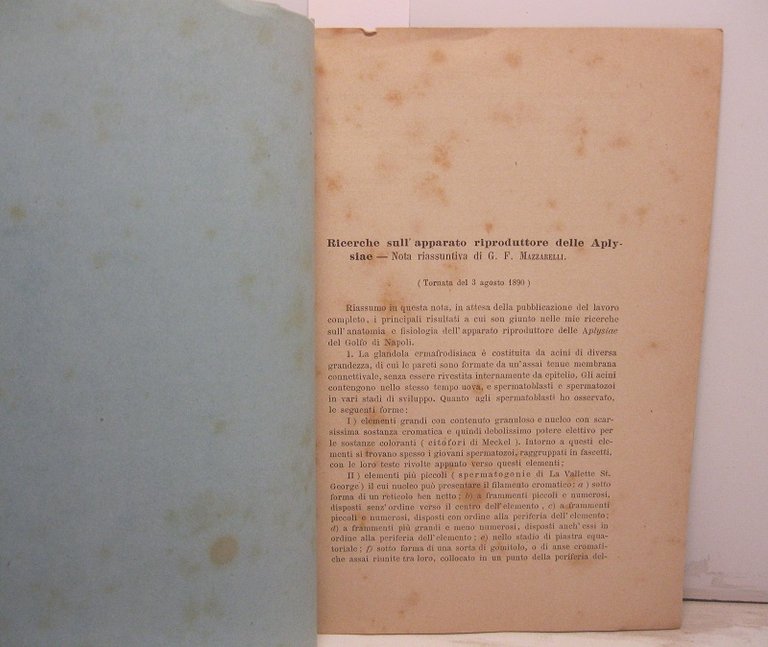 Ricerche sull'apparato riproduttore delle Aply-
siae — Nota riassuntiva di G. F. MAZZARELLI.
( Tornata del 3 agosto 1890 )
Riassumo in questa nota, in attesa della pubblicazione del lavoro
completo, i principali risultati a cui son giunto nelle mie ricerche
sull'anatomia e fisiologia dell'apparato riproduttore delle Aplysiae
del Golfo di Napoli.
1. La glandola ermafrodisiaca è costituita da acini di diversa
grandezza, di cui le pareti sono formate da un'assai tenue membrana
connettivale, senza essere rivestita internamente da epitelio. Gli acini
contengono nello stesso tempo uova, e spermatoblasti e spermatozoi
in vari stadi di sviluppo. Quanto agli spermatoblasti ho osservato,
le seguenti forme:
I ) elementi grandi con contenuto granuloso e nucleo con scar-
sissima sostanza cromatica e quindi debolissimo potere elettivo per
le sostanze coloranti ( citofori di Meckel ). Intorno a questi ele-
menti si trovano spesso i giovani spermatozoi, raggruppati in fascetti,
con le loro teste rivolte appunto verso questi elementi;
II ) elementi più piccoli ( spermatogonie di La Vallette St.
George ) il cui nucleo può presentare il filamento cromatico: a ) sotto
forma di un reticolo ben netto; b) a frammenti piccoli e numerosi,
disposti senz'ordine verso il centro dell'elemento, c) a frammenti
piccoli e numerosi, disposti con ordine alla periferia dell'elemento;
d) a frammenti più grandi e meno numerosi, disposti anch'essi in
ordine alla periferia dell'elemento; e) nello stadio di piastra equa-
toriale; f) sotto forma di una sorta di gomitolo, o di anse cromati-
che assai riunite tra loro, collocato in un punto della periferia del-